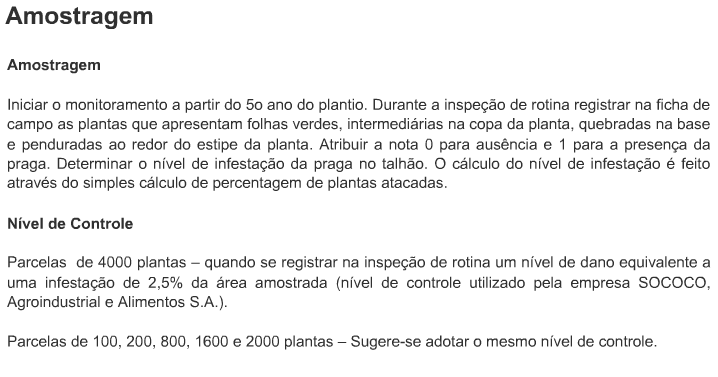 Amostragem
Amostragem
Iniciar o monitoramento a partir do 5o ano do plantio. Durante a inspeção de rotina registrar na ficha de
campo as plantas que apresentam folhas verdes, intermediárias na copa da planta, quebradas na base
e penduradas ao redor do estipe da planta. Atribuir a nota 0 para ausência e 1 para a presença da
praga. Determinar o nível de infestação da praga no talhão. O cálculo do nível de infestação é feito
através do simples cálculo de percentagem de plantas atacadas.
Nível de Controle
Parcelas  de 4000 plantas – quando se registrar na inspeção de rotina um nível de dano equivalente a
uma infestação de 2,5% da área amostrada (nível de controle utilizado pela empresa SOCOCO,
Agroindustrial e Alimentos S.A.).
Parcelas de 100, 200, 800, 1600 e 2000 plantas – Sugere-se adotar o mesmo nível de controle.